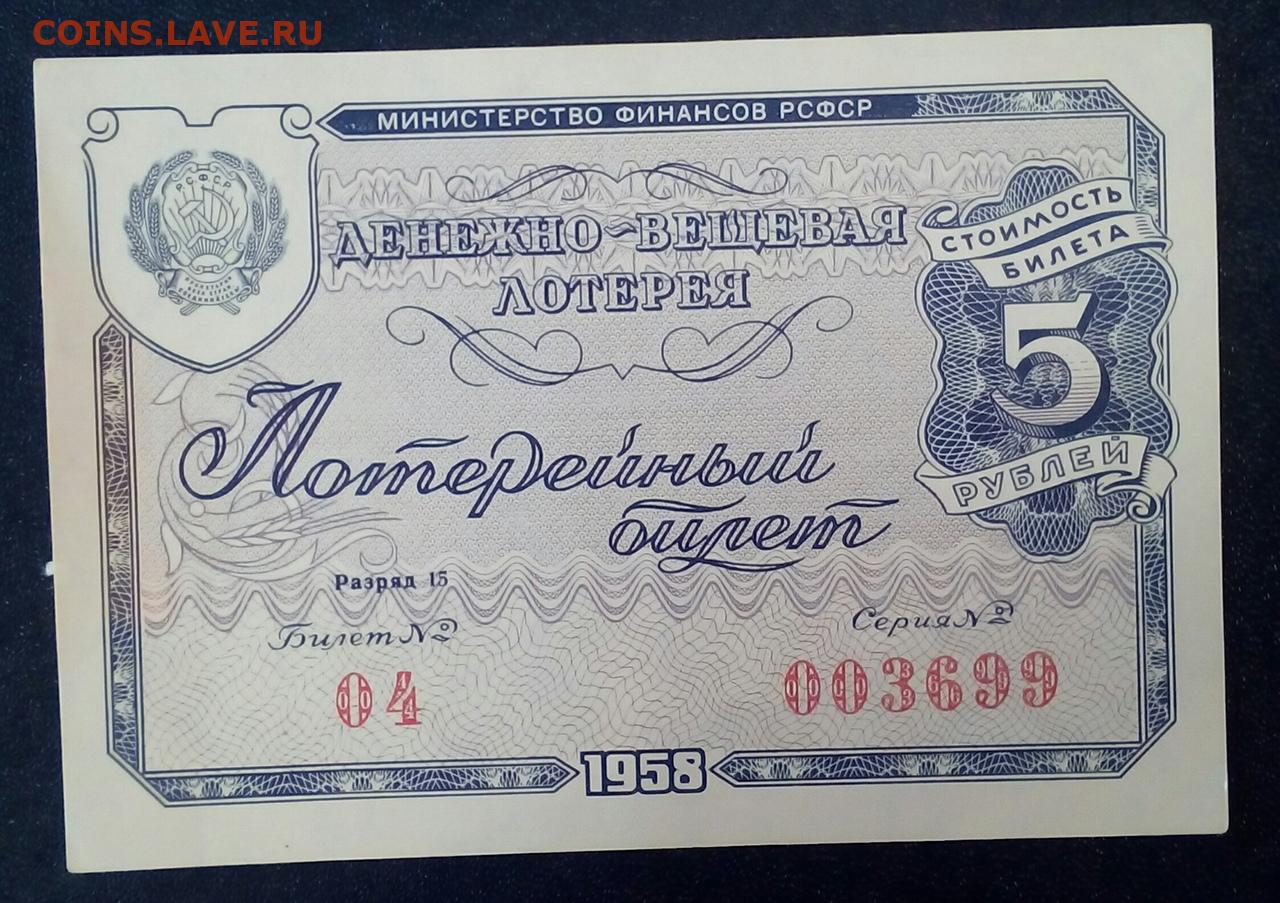 COINS.LAVE.RU
МИНИСТЕРСТВО ФИНАНСОВ РСФСР
РСФСР
ДЕНЕЖНО-ВЕЩЕВАЯ
ЛОТЕРЕЯ
СТОИМОСТЬ
БИЛЕТА
5
РУБЛЕЙ
Лотерейный
билет
Разряд 15
Билет №
Серия №
04
003699
1958